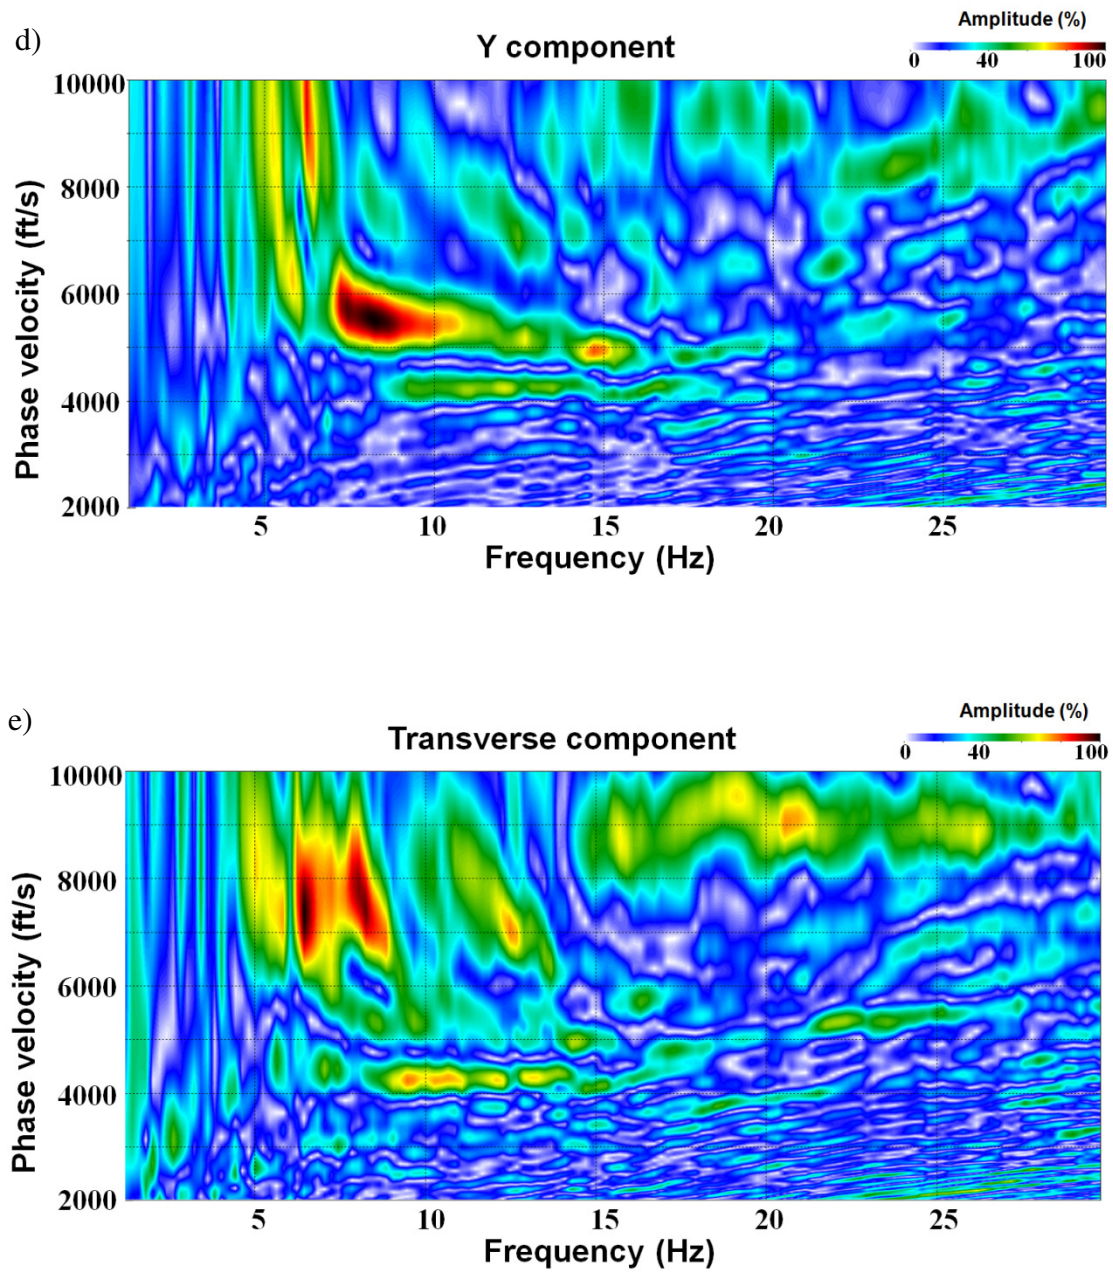 d)
Y component
Amplitude (%)
0 40 100
Phase velocity (ft/s)
10000
8000
6000
4000
2000
5 10 15 20 25
Frequency (Hz)
e)
Transverse component
Amplitude (%)
0 40 100
Phase velocity (ft/s)
10000
8000
6000
4000
2000
5 10 15 20 25
Frequency (Hz)